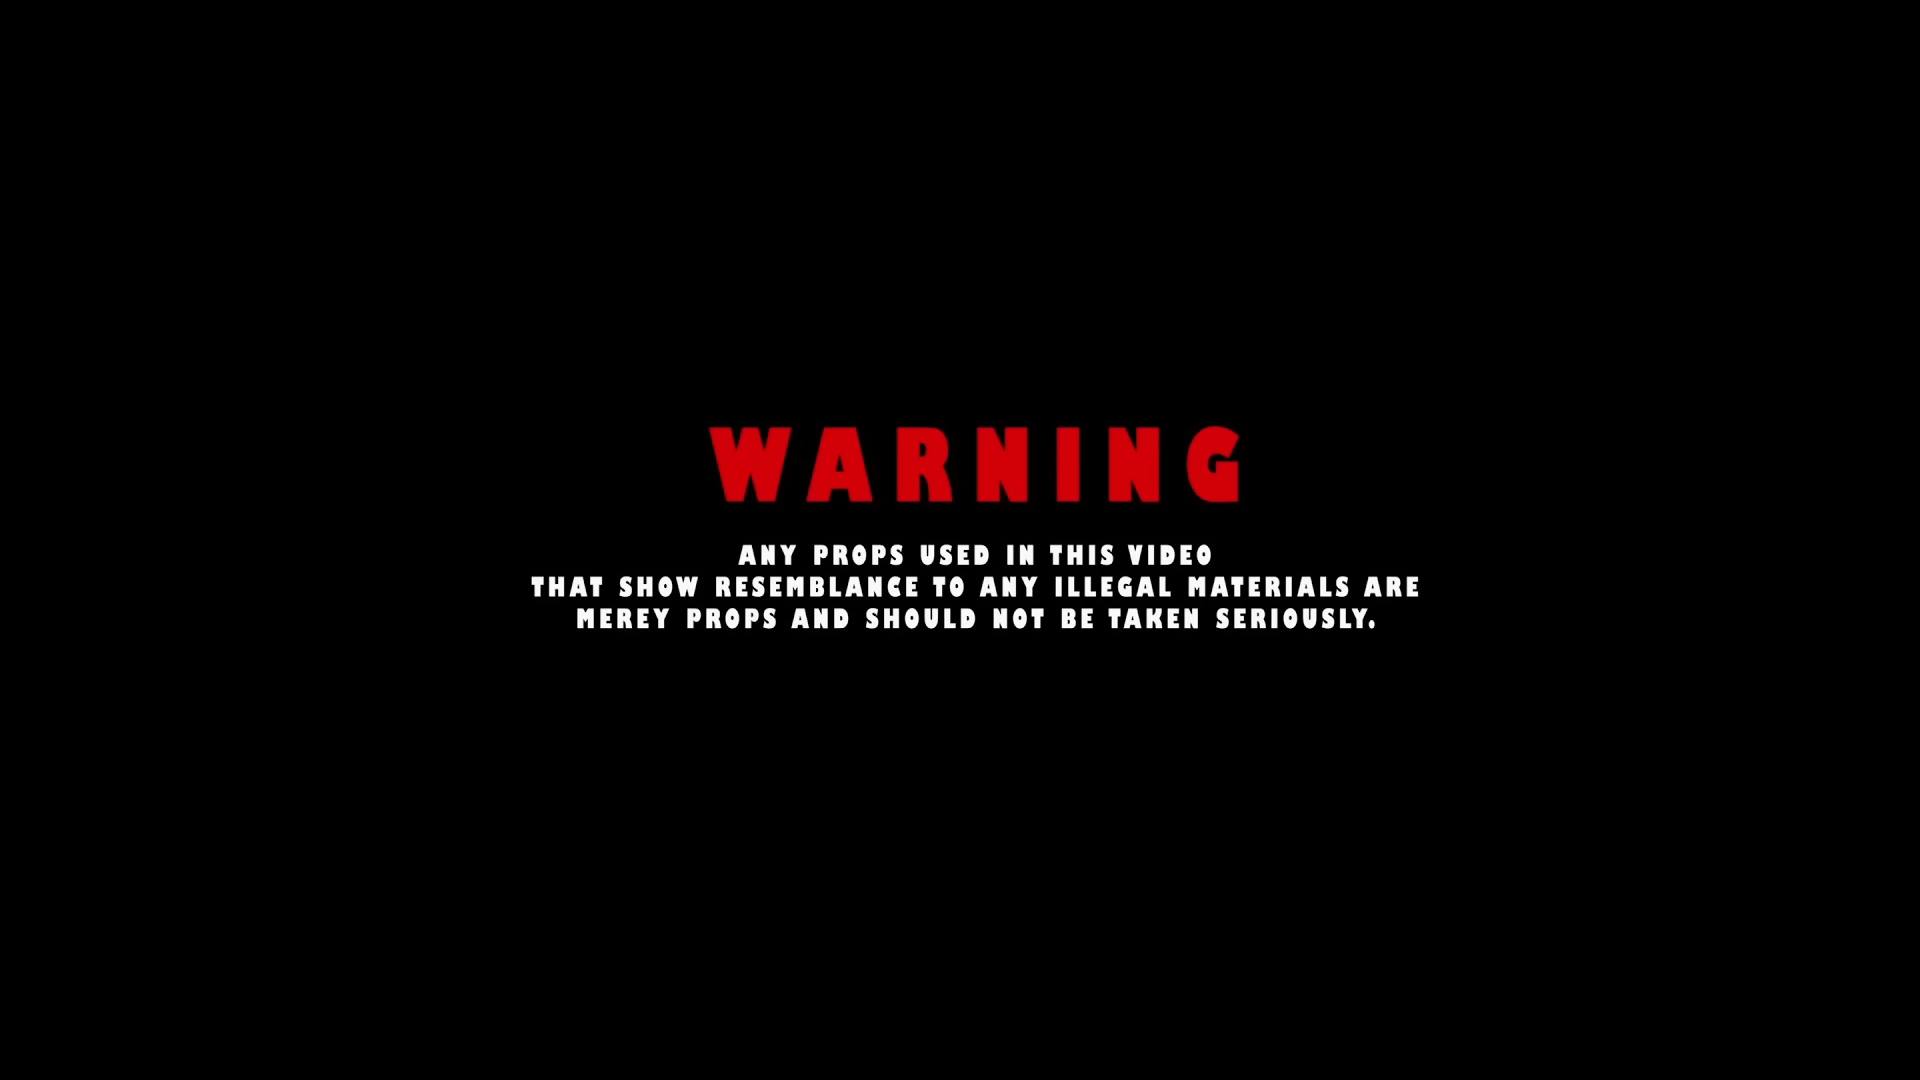 WARNING
ANY PROPS USED IN THIS VIDEO
THAT SHOW RESEMBLANCE TO ANY ILLEGAL MATERIALS ARE
MEREY PROPS AND SHOULD NOT BE TAKEN SERIOUSLY.